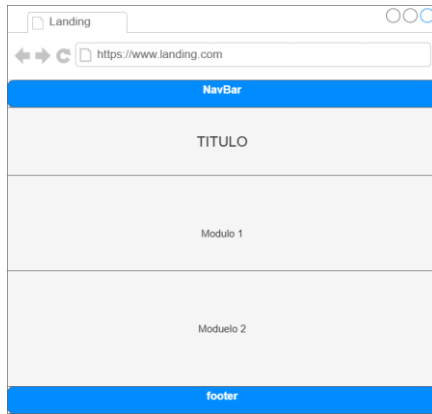 Landing
https://www.landing.com
NavBar
TITULO
Modulo 1
Moduelo 2
footer